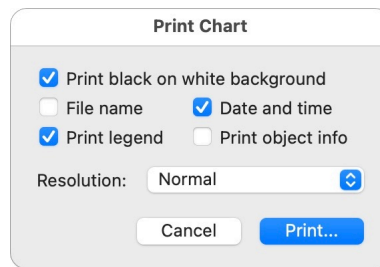 Print Chart
Print black on white background
File name Date and time
Print legend Print object info
Resolution: Normal
Cancel Print...